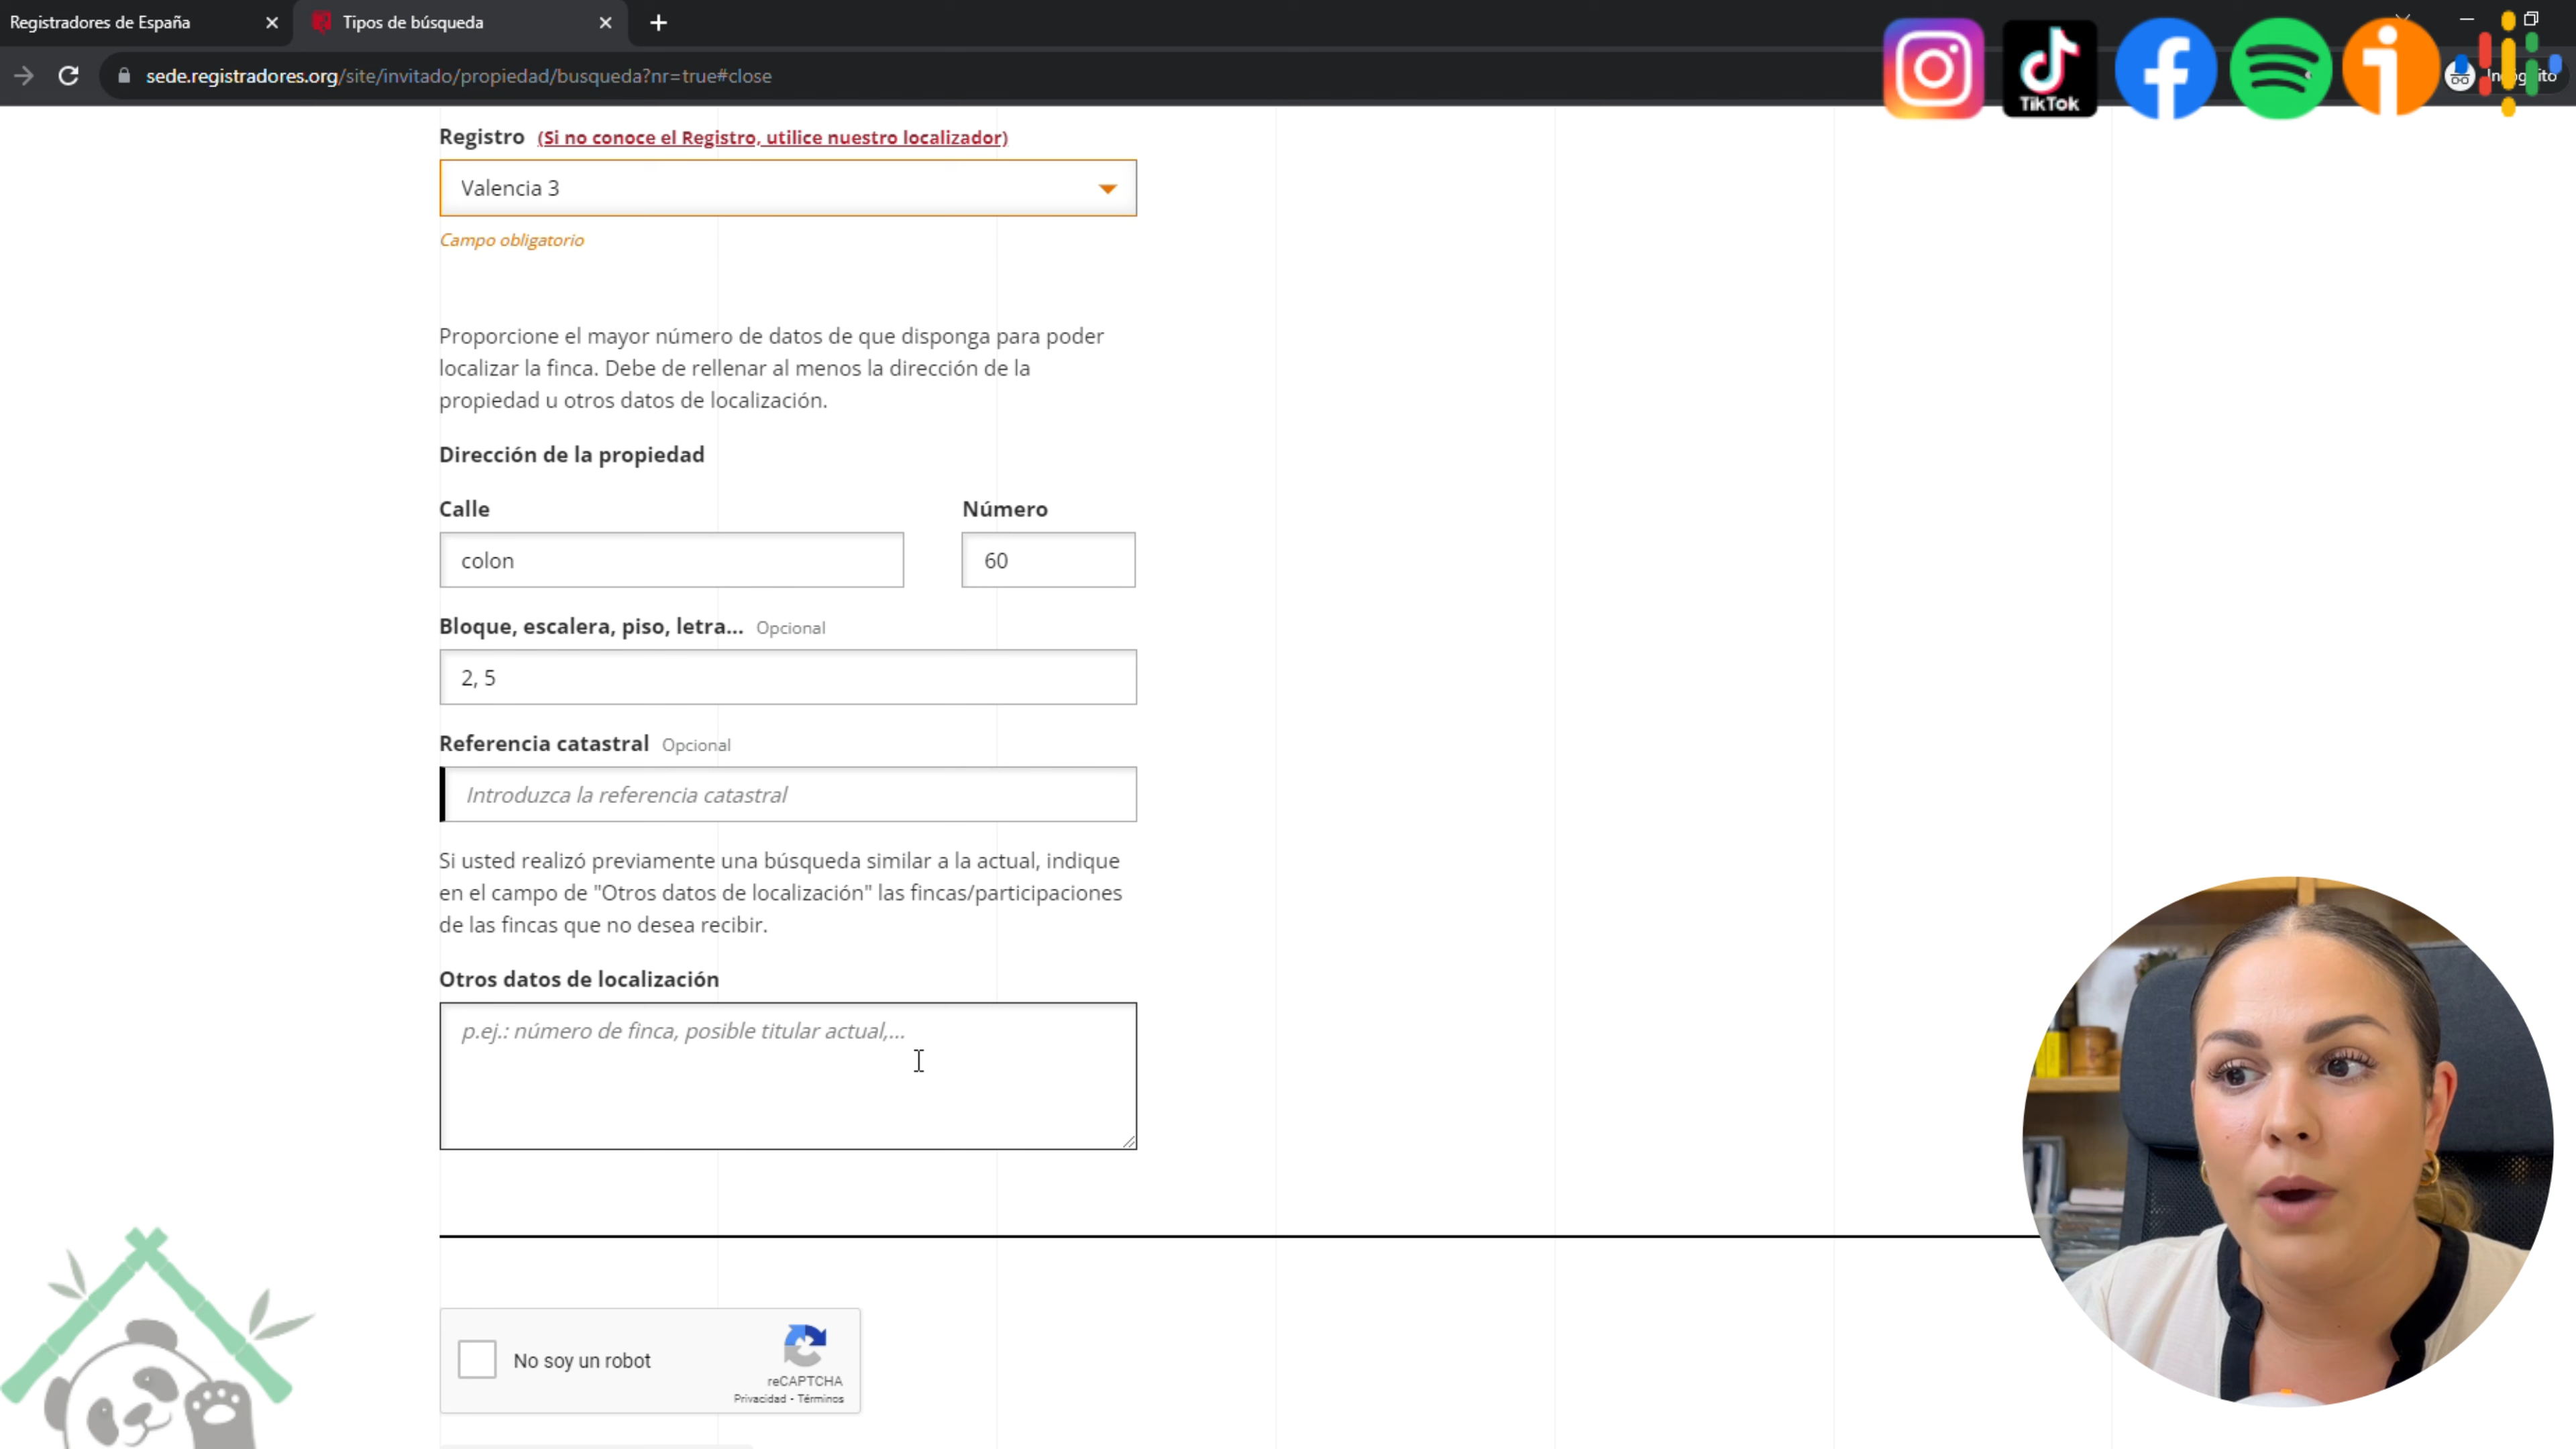 Registradores de España
Tipos de búsqueda
sede.registradores.org/site/invitado/propiedad/busqueda?nr=true#close
TikTok
Registro (Si no conoce el Registro, utilice nuestro localizador)
Valencia 3
Campo obligatorio
Proporcione el mayor número de datos de que disponga para poder
localizar la finca. Debe de rellenar al menos la dirección de la
propiedad u otros datos de localización.
Dirección de la propiedad
Calle Número
colon 60
Bloque, escalera, piso, letra... Opcional
2, 5
Referencia catastral Opcional
Introduzca la referencia catastral
Si usted realizó previamente una búsqueda similar a la actual, indique
en el campo de "Otros datos de localización" las fincas/participaciones
de las fincas que no desea recibir.
Otros datos de localización
p.ej.: número de finca, posible titular actual,...
No soy un robot
reCAPTCHA
Privacidad - Términos